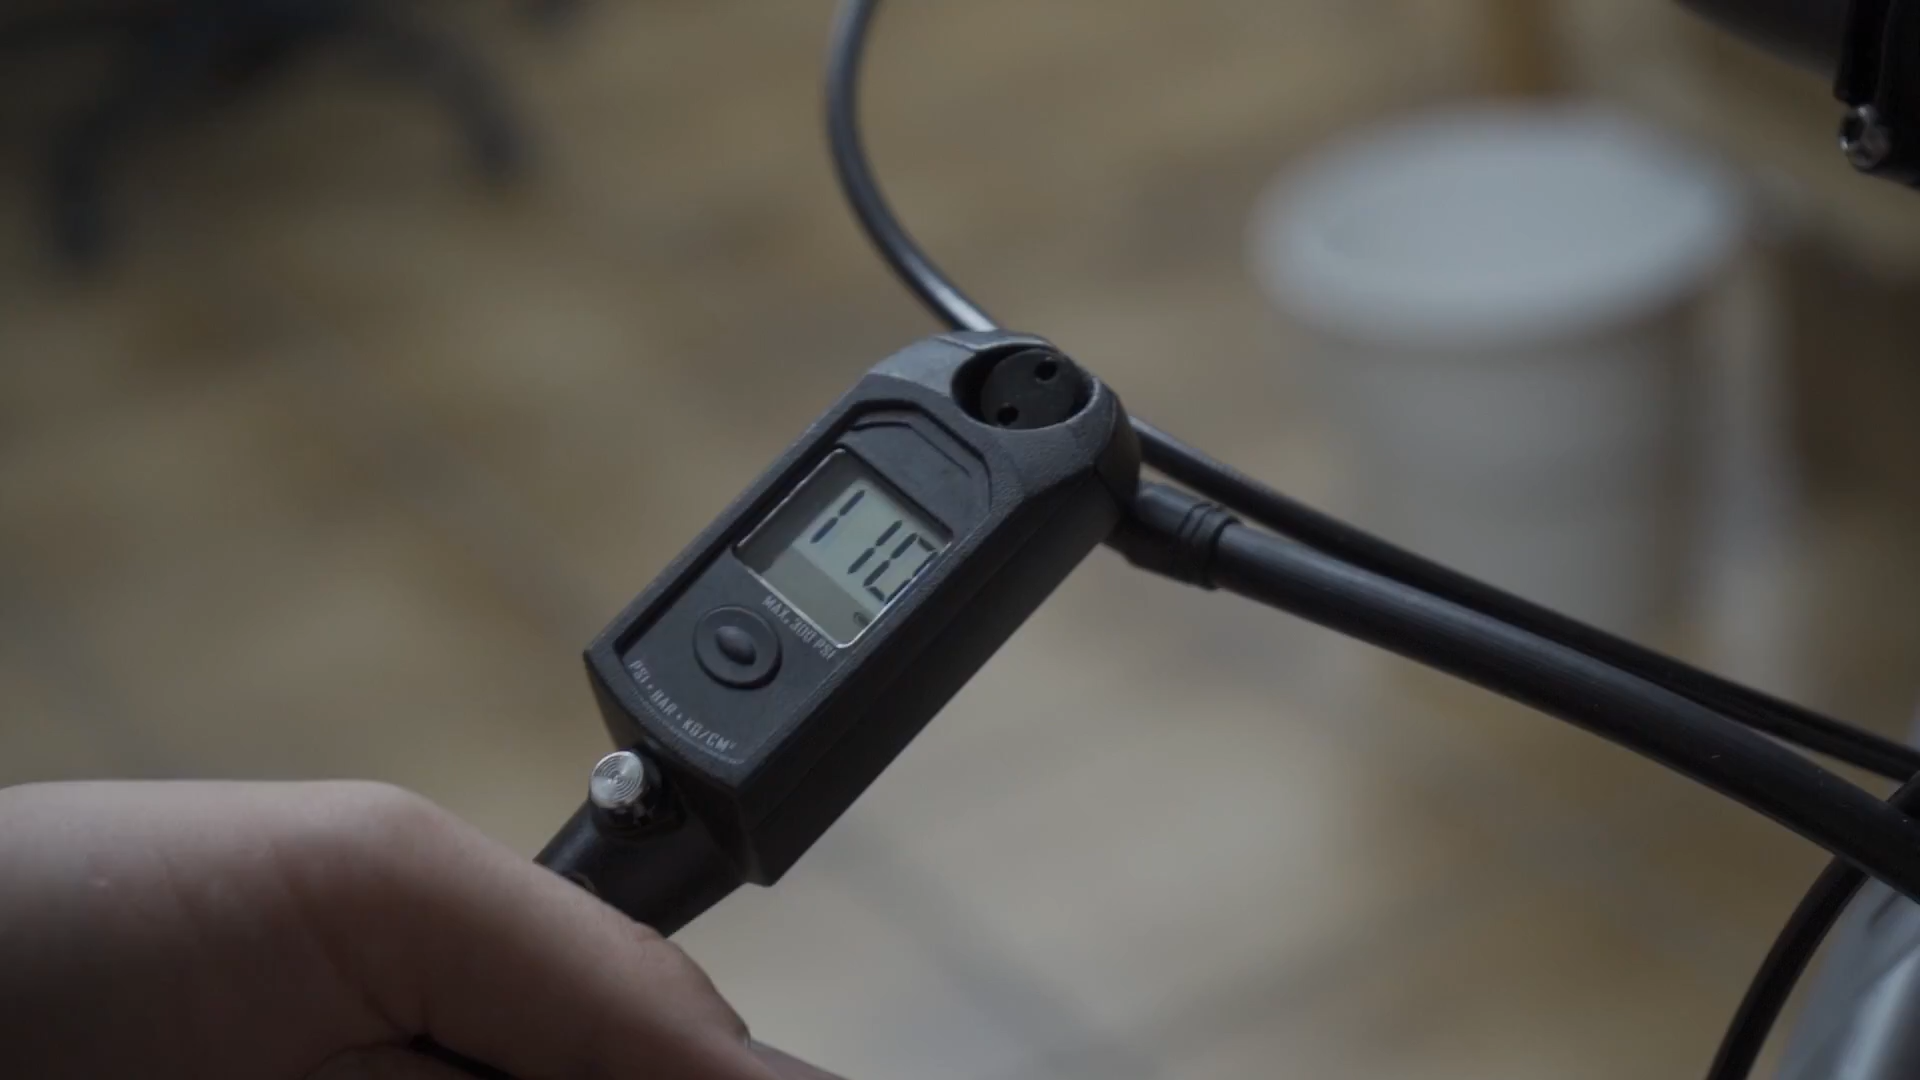 110
MAX. 300 PSI
PSI • BAR • KG/CM²